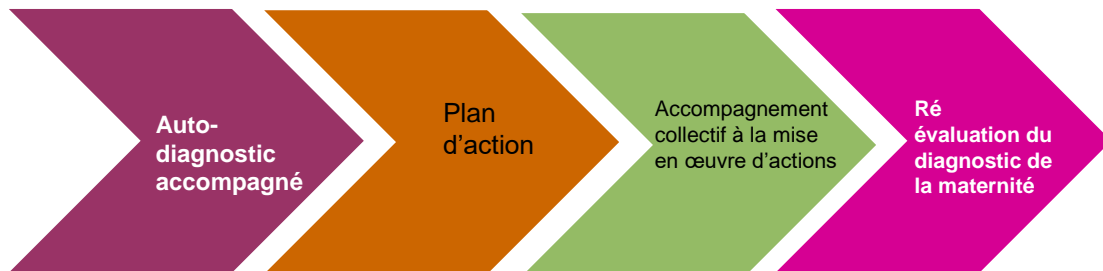 Auto-
diagnostic
accompagné
Plan
d’action
Accompagnement
collectif à la mise
en œuvre d’actions
Ré
évaluation du
diagnostic de
la maternité